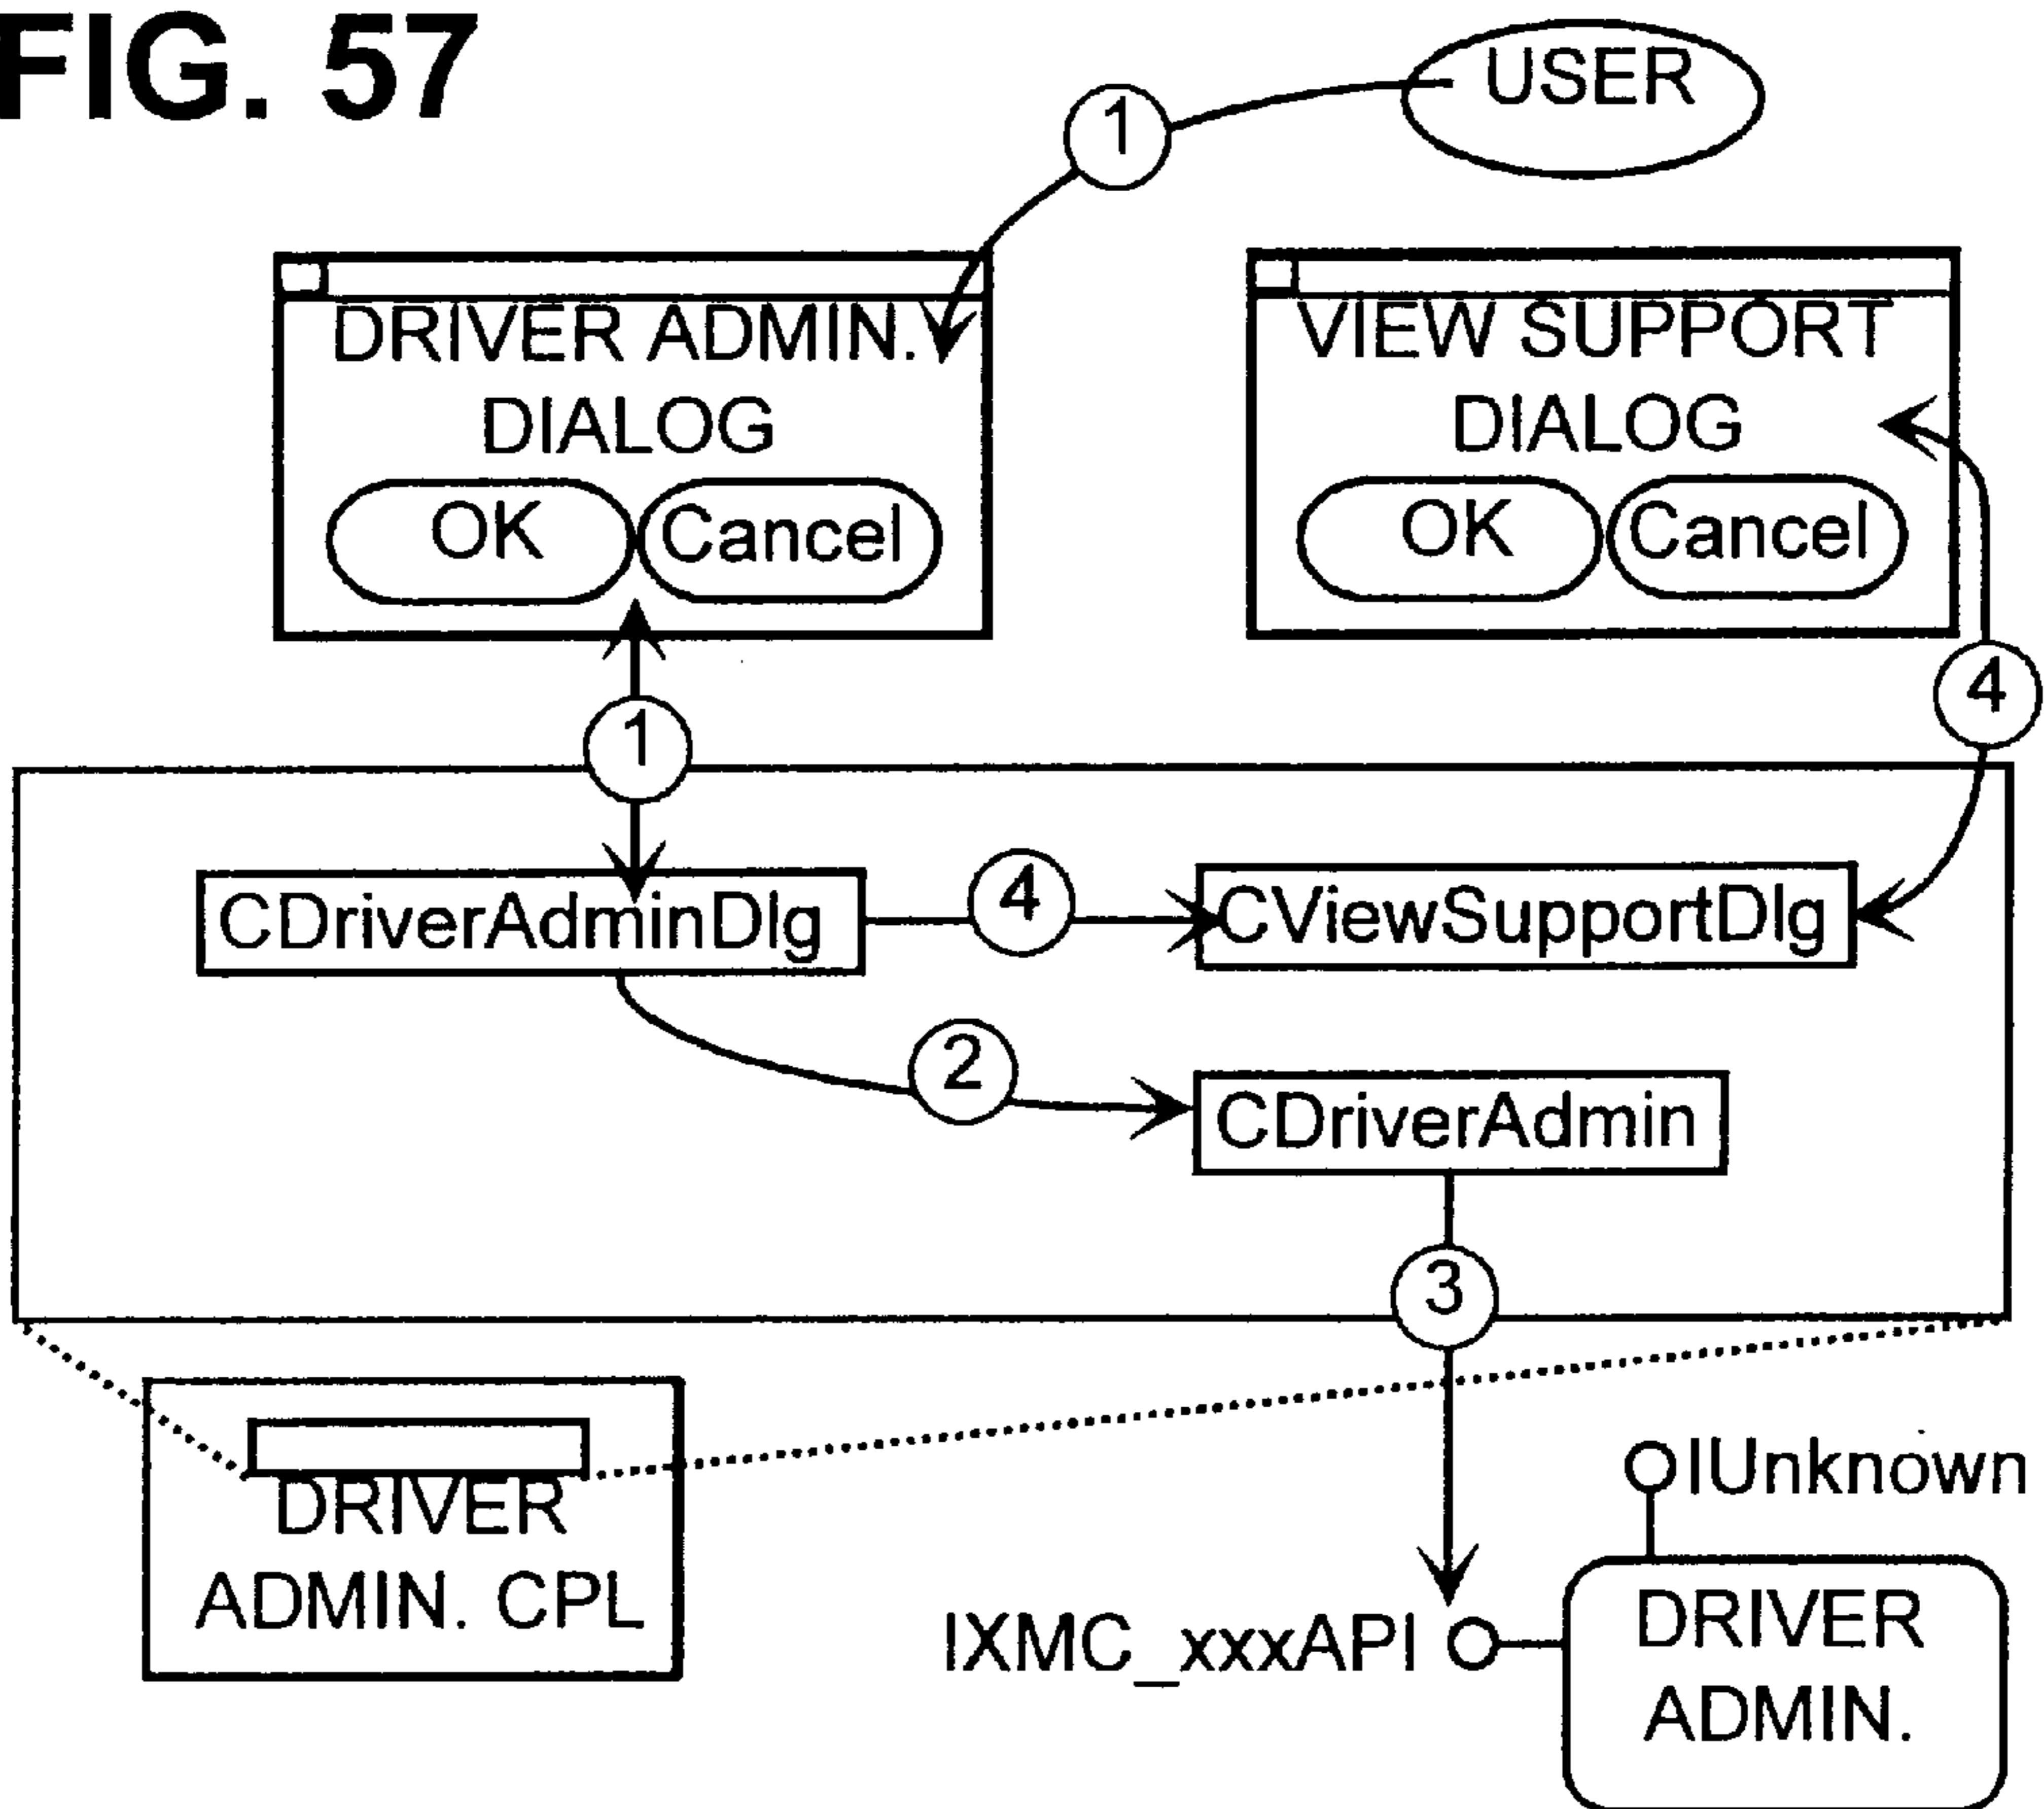 FIG. 57
USER
1
DRIVER ADMIN.
DIALOG
OK Cancel
VIEW SUPPORT
DIALOG
OK Cancel
1
4
CDriverAdminDlg
4
CViewSupportDlg
2
CDriverAdmin
3
DRIVER
ADMIN. CPL
IUnknown
IXMC_xxxAPI
DRIVER
ADMIN.